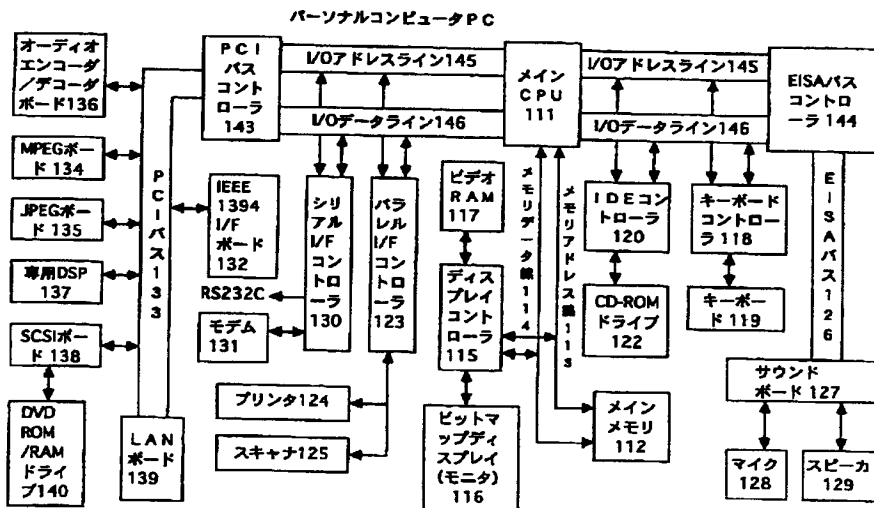 パーソナルコンピュータPC
オーディオ
エンコーダ
/デコーダ
ボード136
PCI
バス
コント
ローラ
143
I/Oアドレスライン145
メイン
CPU
111
I/Oアドレスライン145
EISAバス
コントロ
ーラ144
I/Oデータライン146
I/Oデータライン146
MPEGボー
ド134
JPEGボー
ド135
専用DSP
137
SCSIボー
ド138
DVD
ROM
/RAM
ドライ
ブ140
PCIバス133
LAN
ボード
139
IEEE
1394
I/F
ボード
132
RS232C
モデム
131
シリ
アル
I/F
コント
ローラ
130
パラ
レル
I/F
コント
ローラ
123
プリンタ124
スキャナ125
ビデオ
RAM
117
ディス
プレイ
コント
ローラ
115
ビットマ
ップディ
スプレイ
(モニタ)
116
メモリデータ線114
メモリアドレス線113
メイン
メモリ
112
IDEコン
トローラ
120
CD-ROM
ドライブ
122
キーボード
コントロー
ラ118
キーボー
ド119
EISAバス126
サウンド
ボード127
マイク
128
スピーカ
129